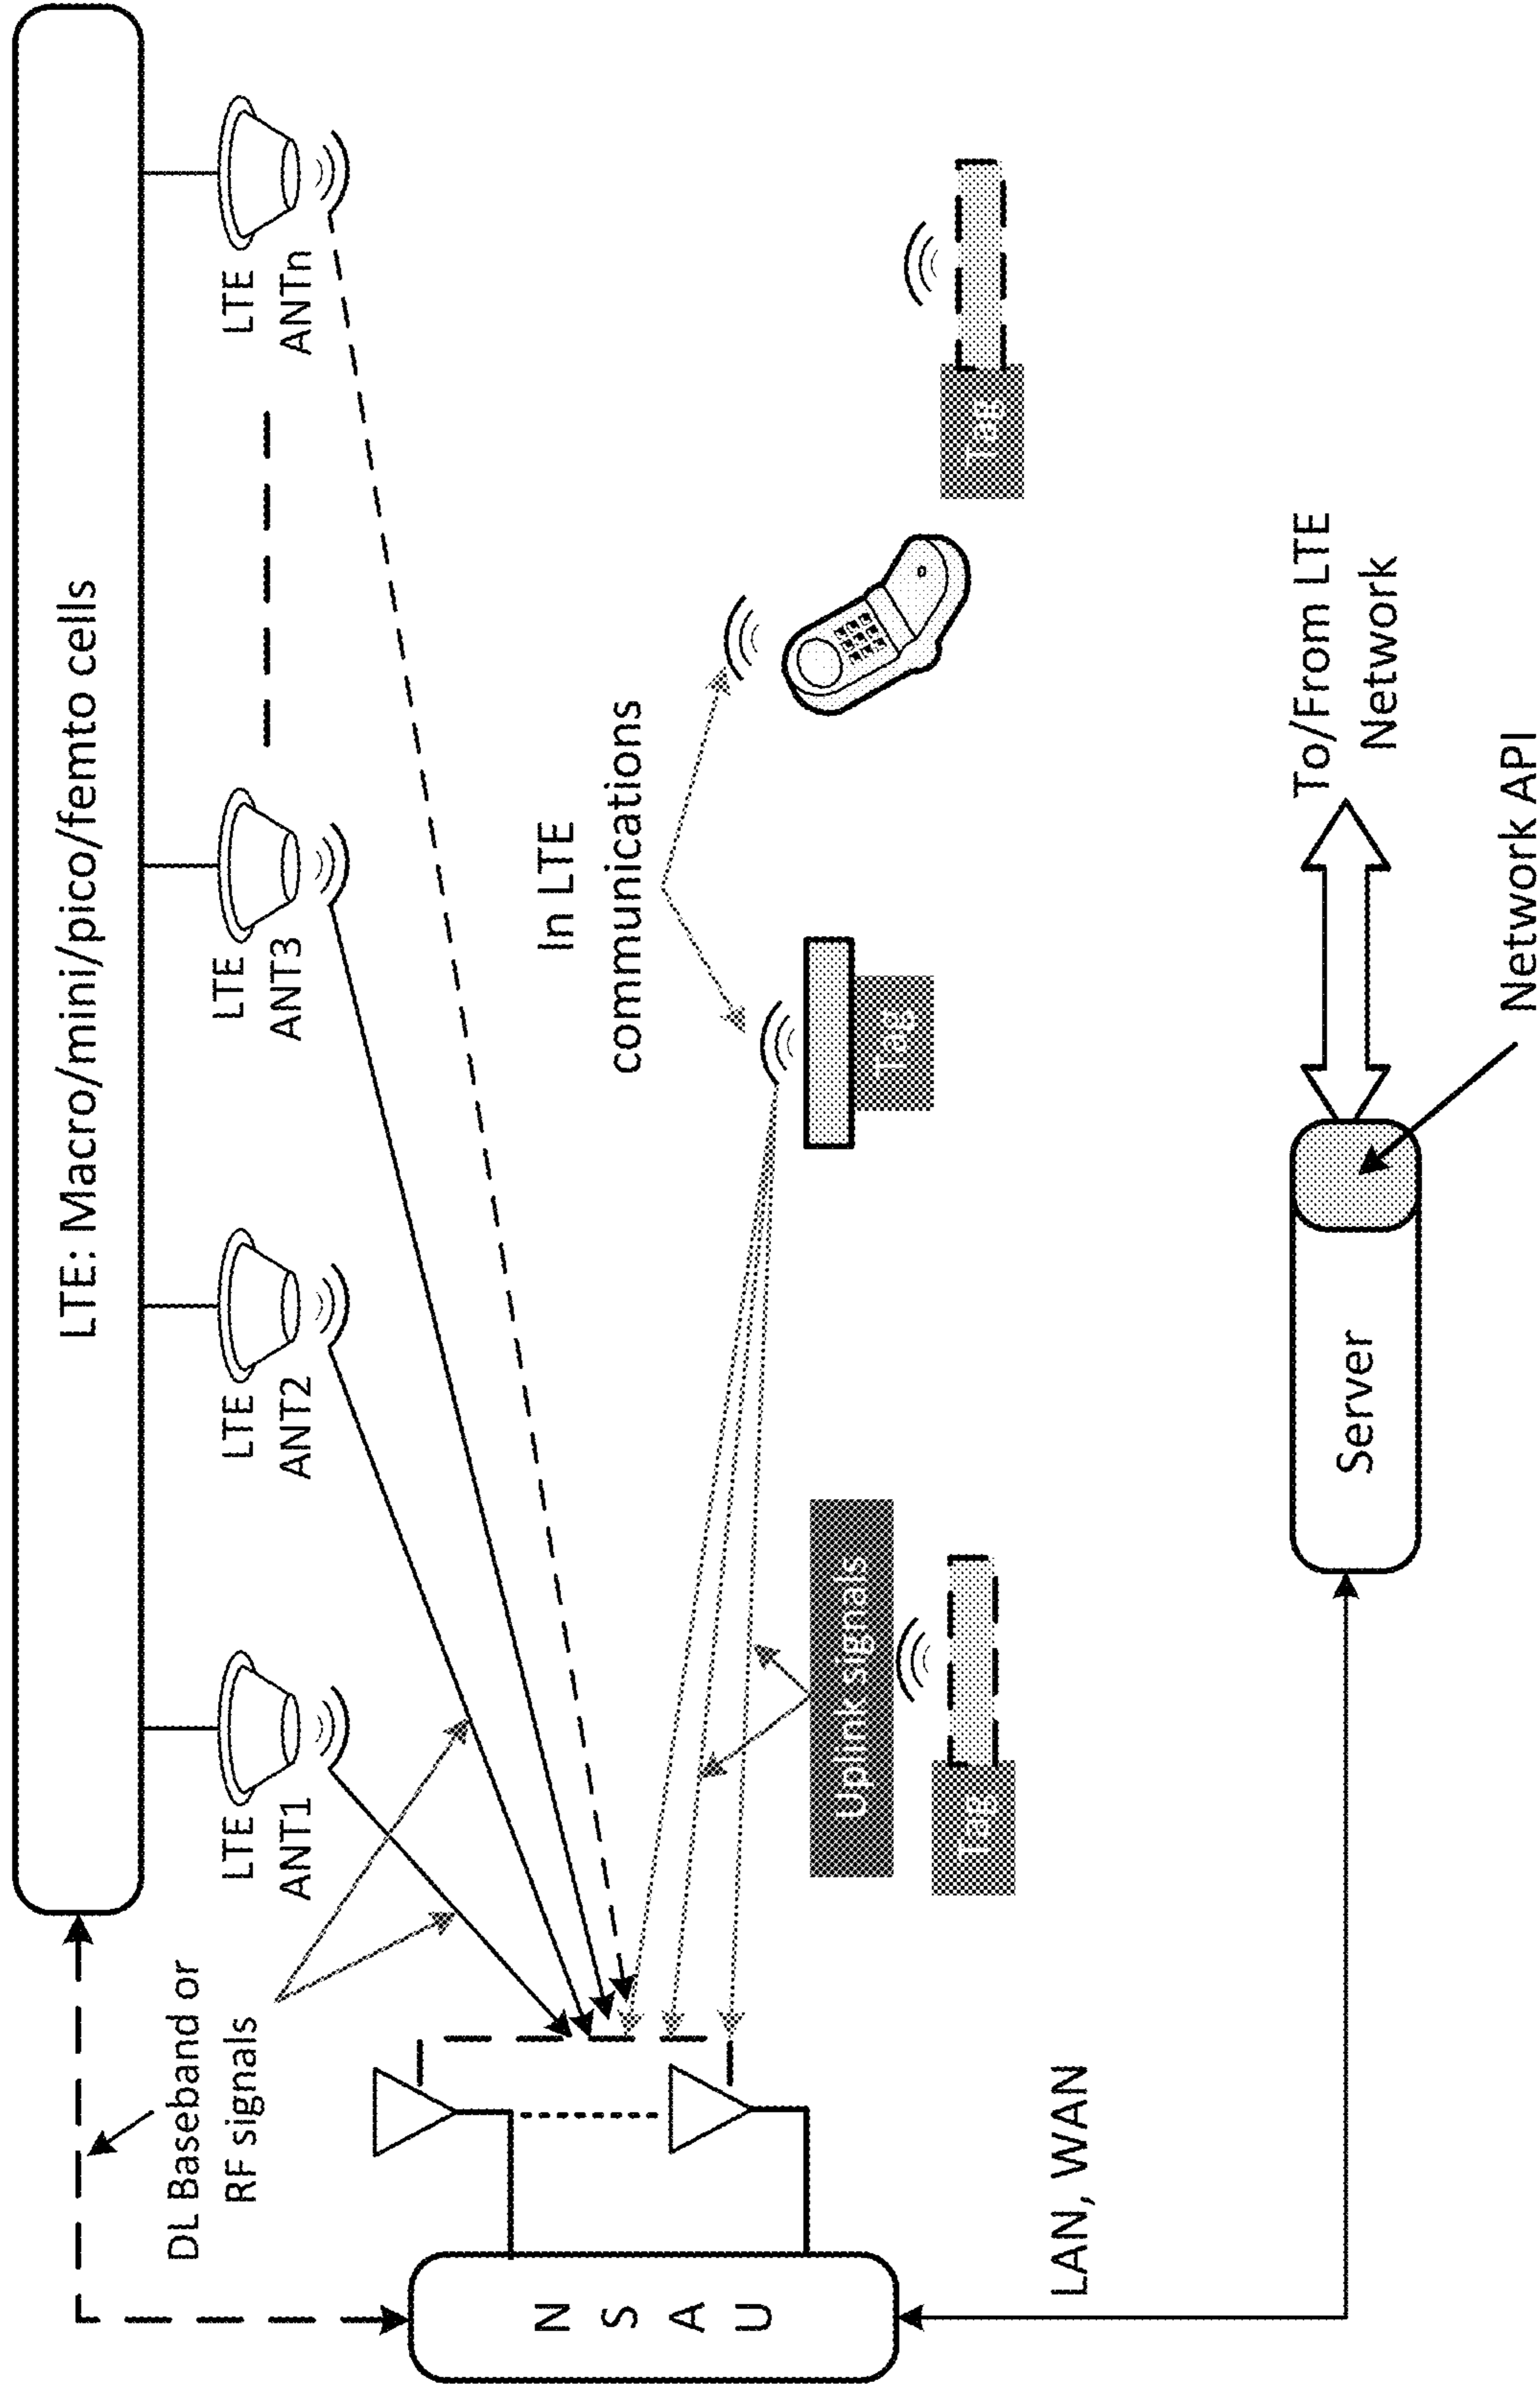 LTE: Macro/mini/pico/femto cells
DL Baseband or
RF signals
LTE
ANT1
LTE
ANT2
LTE
ANT3
LTE
ANTn
In LTE
communications
N
S
A
U
Uplink signals
Tag
Tag
Tag
LAN, WAN
Server
To/From LTE
Network
Network API